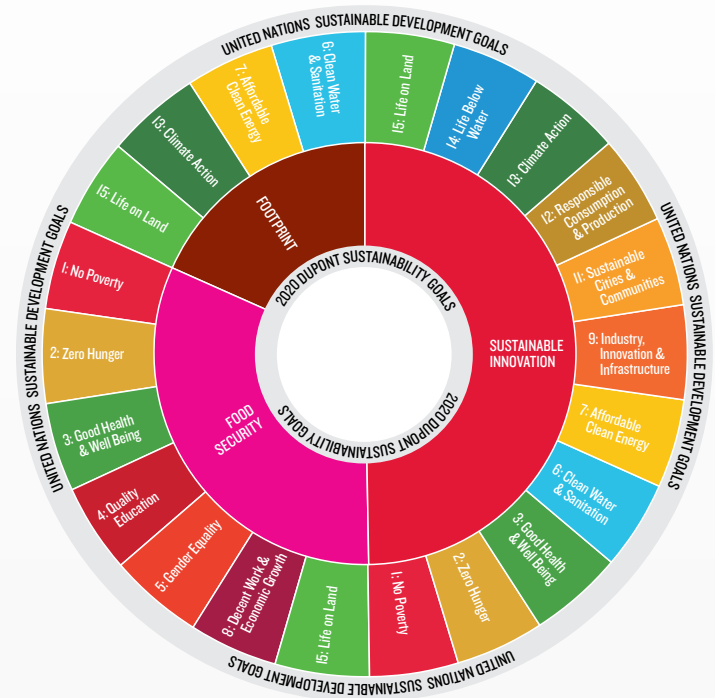 UNITED NATIONS SUSTAINABLE DEVELOPMENT GOALS
15: Life on Land
14: Life Below
Water
13: Climate Action
12: Responsible
Consumption
& Production
11: Sustainable
Cities &
Communities
9: Industry,
Innovation &
Infrastructure
7: Affordable
Clean Energy
6: Clean Water
& Sanitation
3: Good Health
& Well Being
2: Zero Hunger
1: No Poverty
UNITED NATIONS SUSTAINABLE DEVELOPMENT GOALS
15: Life on Land
8: Decent Work &
Economic Growth
5: Gender Equality
4: Quality
Education
3: Good Health
& Well Being
2: Zero Hunger
1: No Poverty
UNITED NATIONS SUSTAINABLE DEVELOPMENT GOALS
15: Life on Land
13: Climate Action
7: Affordable
Clean Energy
6: Clean Water
& Sanitation
UNITED NATIONS SUSTAINABLE DEVELOPMENT GOALS
FOOTPRINT
SUSTAINABLE
INNOVATION
FOOD
SECURITY
2020 DUPONT SUSTAINABILITY GOALS
2020 DUPONT SUSTAINABILITY GOALS